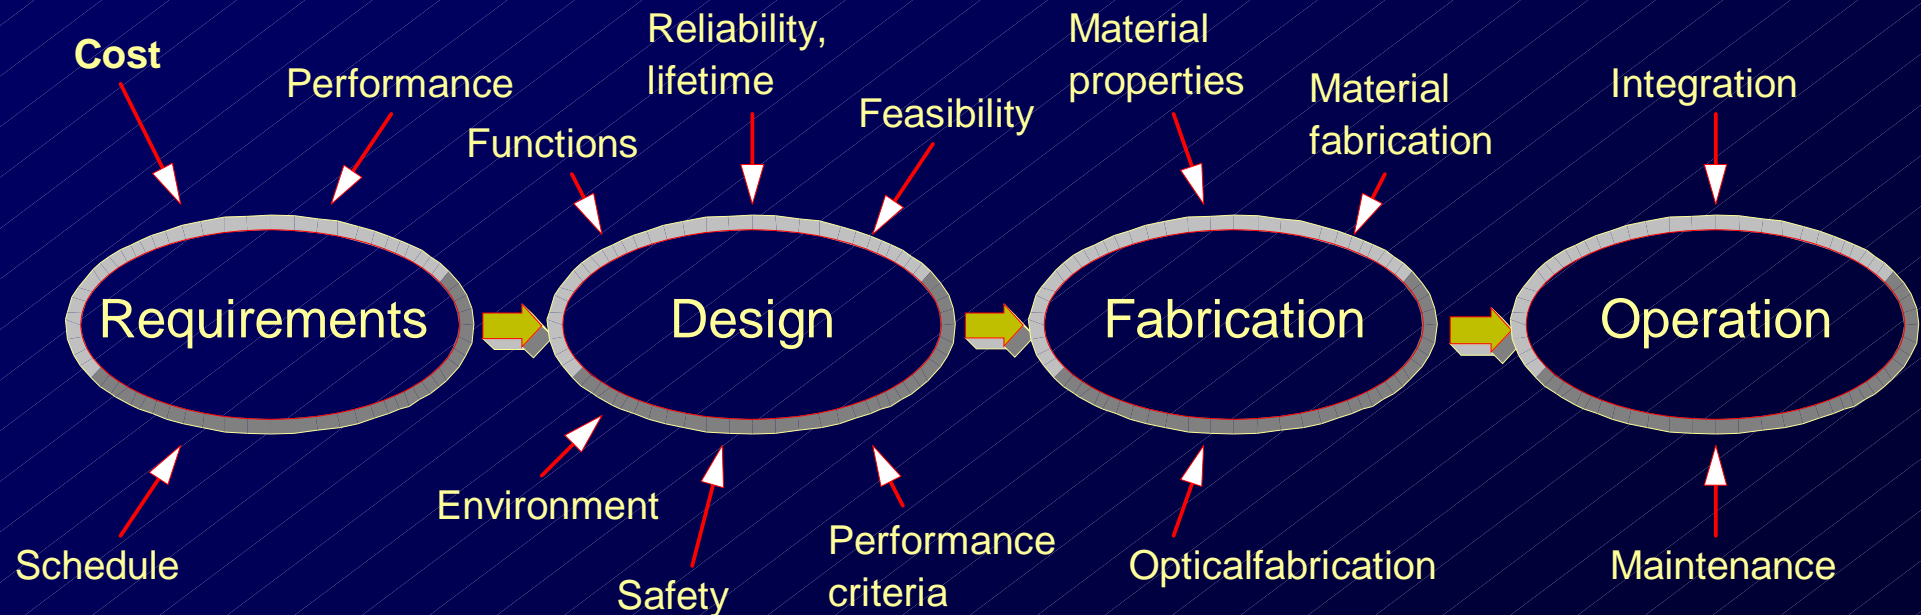 Cost
Performance
Functions
Reliability,
lifetime
Feasibility
Material
properties
Material
fabrication
Integration
Requirements
Design
Fabrication
Operation
Schedule
Environment
Safety
Performance
criteria
Opticalfabrication
Maintenance